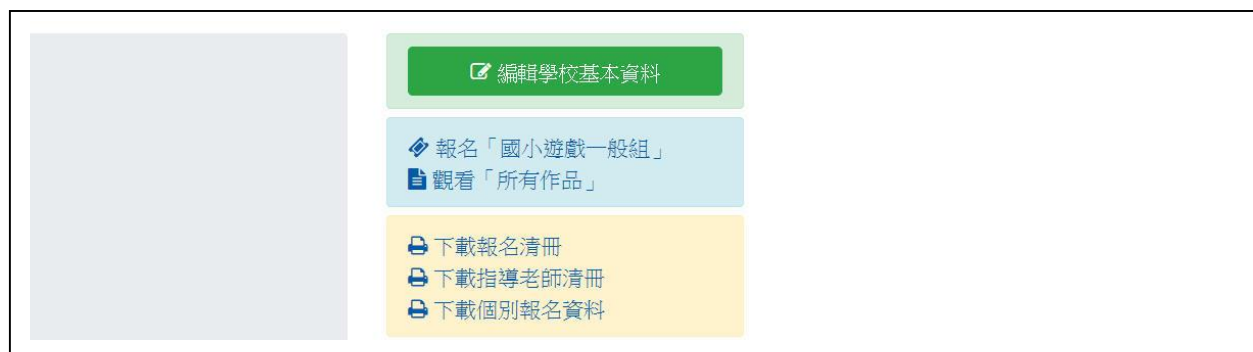 編輯學校基本資料
報名「國小遊戲一般組」
觀看「所有作品」
下載報名清冊
下載指導老師清冊
下載個別報名資料